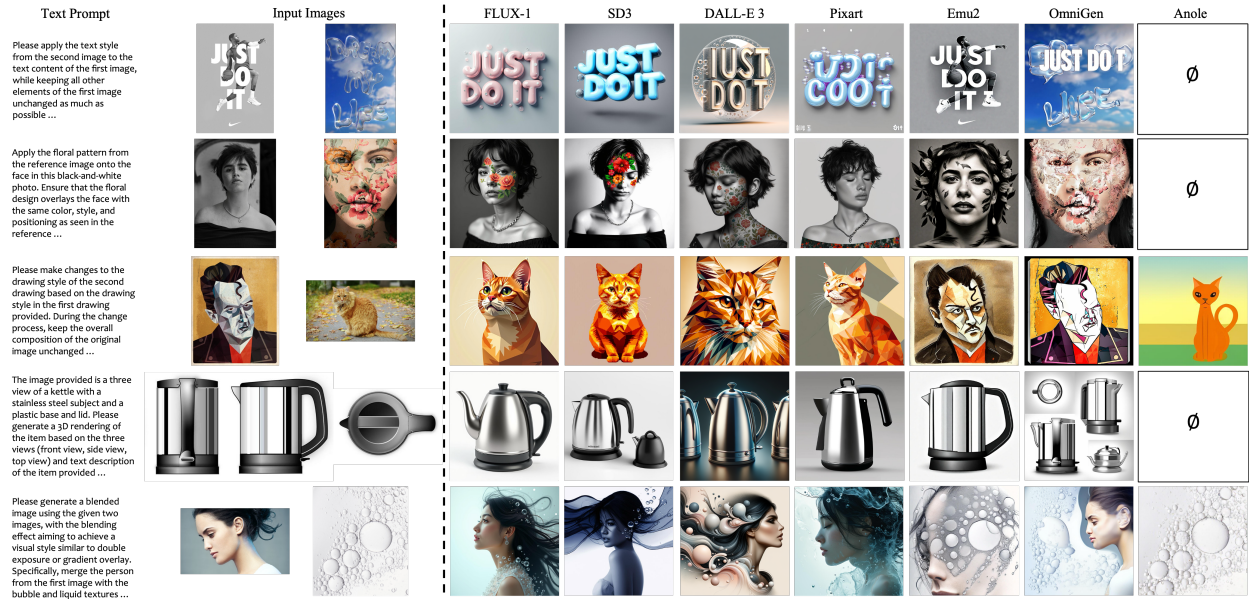 Text Prompt
Input Images
FLUX-1
SD3
DALL-E 3
Pixart
Emu2
OmniGen
Anole
Please apply the text style
from the second image to the
text content of the first image,
while keeping all other
elements of the first image
unchanged as much as
possible ...
JUST
DO
IT
LIFE
JUST
DO IT
JUST
DO IT
JUST
DO
IT
JUST DO T
LIFE
Ø
Apply the floral pattern from
the reference image onto the
face in this black-and-white
photo. Ensure that the floral
design overlays the face with
the same color, style, and
positioning as seen in the
reference ...
Ø
Please make changes to the
drawing style of the second
drawing based on the drawing
style in the first drawing
provided. During the change
process, keep the overall
composition of the original
image unchanged ...
The image provided is a three
view of a kettle with a
stainless steel subject and a
plastic base and lid. Please
generate a 3D rendering of
the item based on the three
views (front view, side view,
top view) and text description
of the item provided ...
Ø
Please generate a blended
image using the given two
images, with the blending
effect aiming to achieve a
visual style similar to double
exposure or gradient overlay.
Specifically, merge the person
from the first image with the
bubble and liquid textures ...